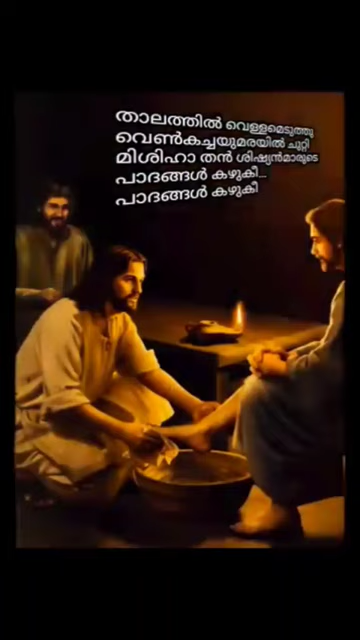 താലത്തിൽ വെള്ളമെടുത്തു
വെൺകച്ചയുമരയിൽ ചുറ്റി
മിശിഹാ തൻ ശിഷ്യൻമാരുടെ
പാദങ്ങൾ കഴുകീ...
പാദങ്ങൾ കഴുകീ